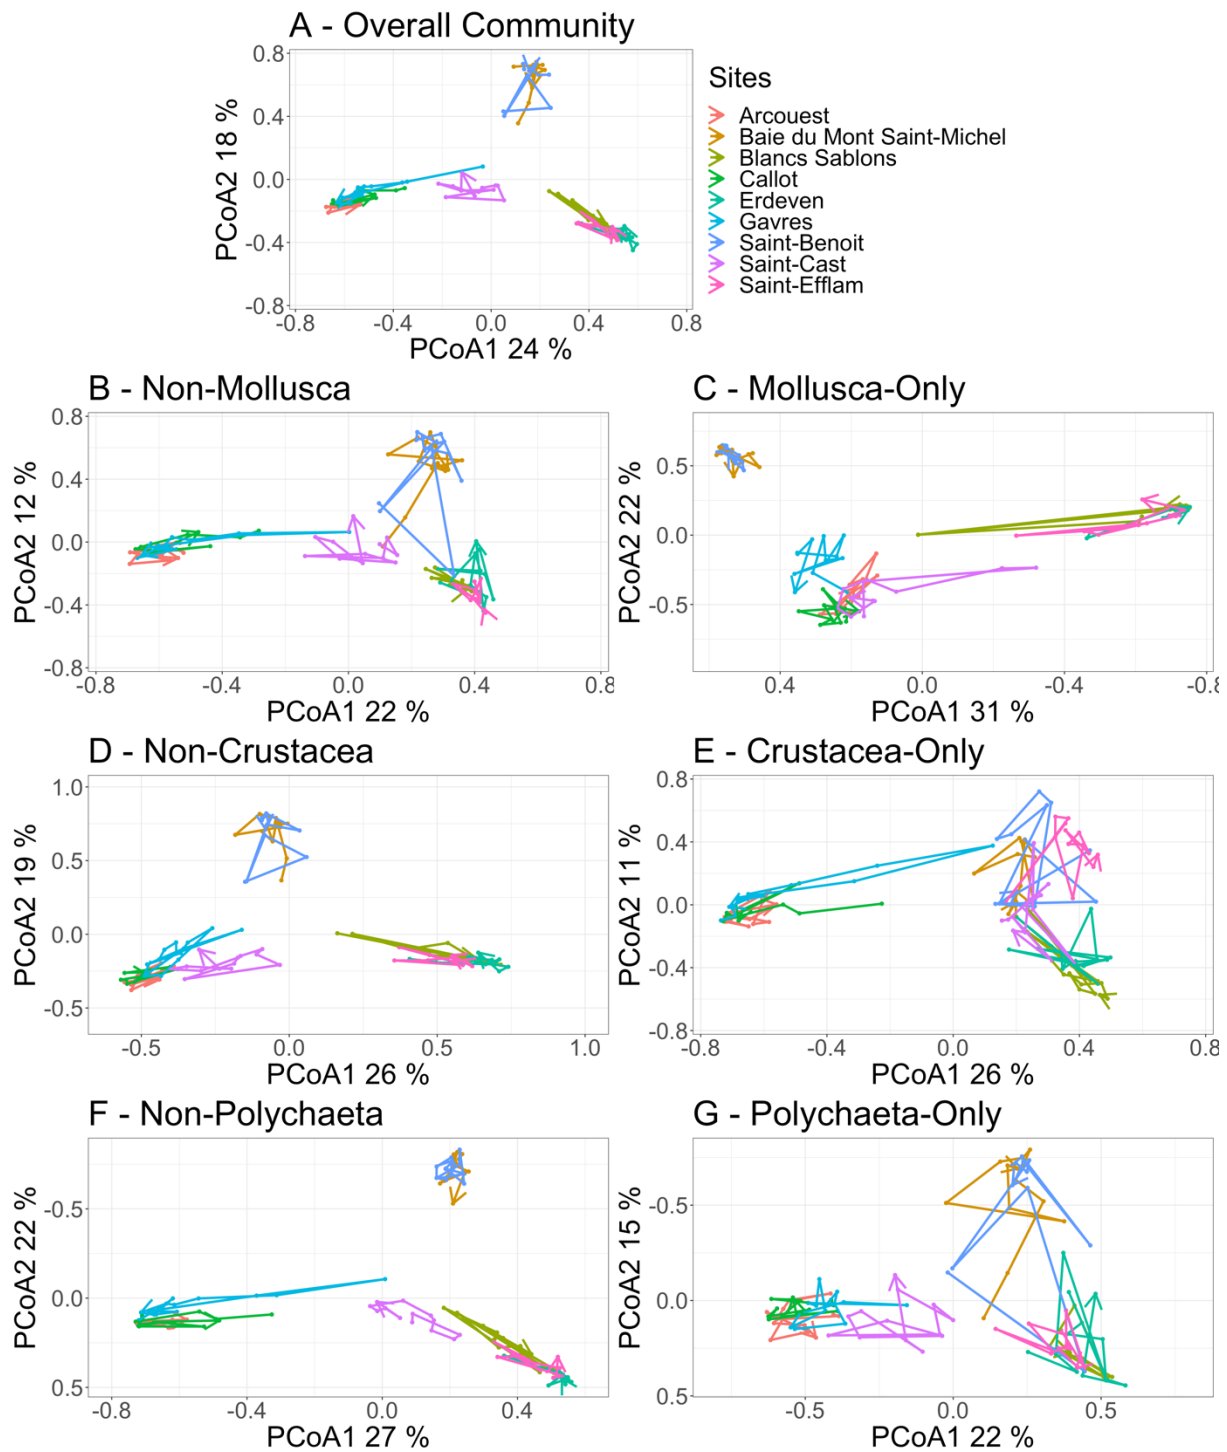 A - Overall Community
0.8
0.4
0.0
-0.4
-0.8
PCoA2 18 %
-0.8
-0.4
0.0
0.4
0.8
PCoA1 24 %
Sites
Arcouest
Baie du Mont Saint-Michel
Blancs Sablons
Callot
Erdeven
Gavres
Saint-Benoit
Saint-Cast
Saint-Efflam
B - Non-Mollusca
0.8
0.4
0.0
-0.4
-0.8
PCoA2 12 %
-0.8
-0.4
0.0
0.4
0.8
PCoA1 22 %
C - Mollusca-Only
0.5
0.0
-0.5
PCoA2 22 %
0.4
0.0
-0.4
-0.8
PCoA1 31 %
D - Non-Crustacea
1.0
0.5
0.0
-0.5
PCoA2 19 %
-0.5
0.0
0.5
1.0
PCoA1 26 %
E - Crustacea-Only
0.8
0.4
0.0
-0.4
-0.8
PCoA2 11 %
-0.8
-0.4
0.0
0.4
0.8
PCoA1 26 %
F - Non-Polychaeta
-0.5
0.0
0.5
PCoA2 22 %
-0.8
-0.4
0.0
0.4
PCoA1 27 %
G - Polychaeta-Only
-0.5
0.0
0.5
PCoA2 15 %
-0.5
0.0
0.5
PCoA1 22 %